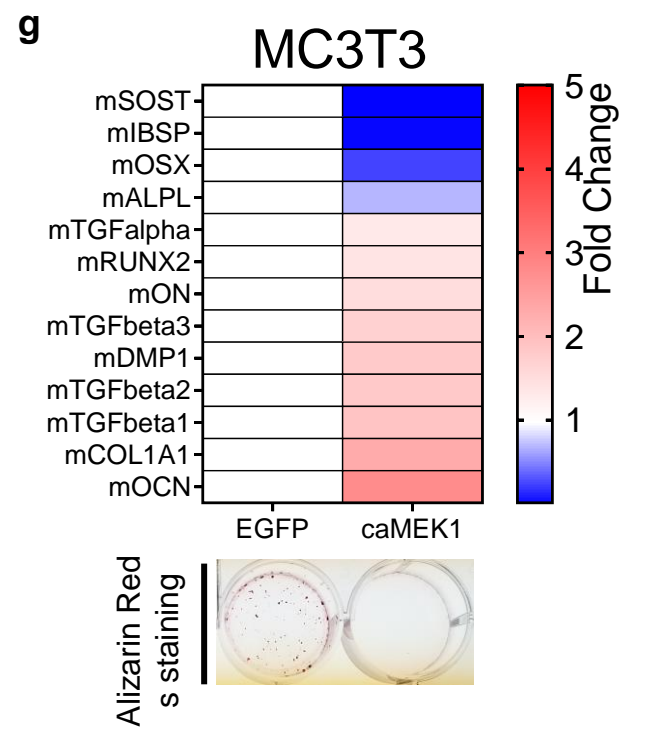 g
MC3T3
mSOST
mIBSP
mOSX
mALPL
mTGFalpha
mRUNX2
mON
mTGFbeta3
mDMP1
mTGFbeta2
mTGFbeta1
mCOL1A1
mOCN
EGFP
caMEK1
5
4
3
2
1
Fold Change
Alizarin Red
s staining